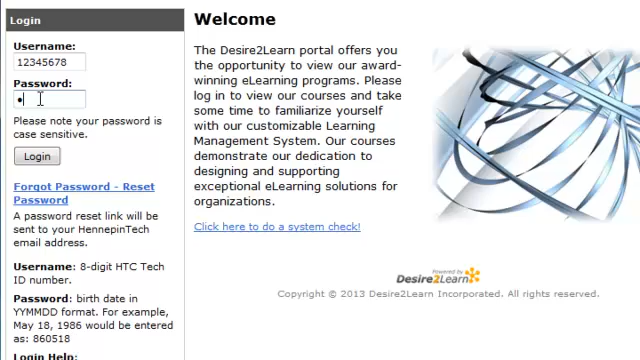 Login
Username:
12345678
Password:
Please note your password is
case sensitive.
Login
Forgot Password - Reset
Password
A password reset link will be
sent to your HennepinTech
email address.
Username: 8-digit HTC Tech
ID number.
Password: birth date in
YYMMDD format. For example,
May 18, 1986 would be entered
as: 860518
Login Help:
Welcome
The Desire2Learn portal offers you
the opportunity to view our award-
winning eLearning programs. Please
log in to view our courses and take
some time to familiarize yourself
with our customizable Learning
Management System. Our courses
demonstrate our dedication to
designing and supporting
exceptional eLearning solutions for
organizations.
Click here to do a system check!
Powered by
Desire2Learn
Copyright © 2013 Desire2Learn Incorporated. All rights reserved.